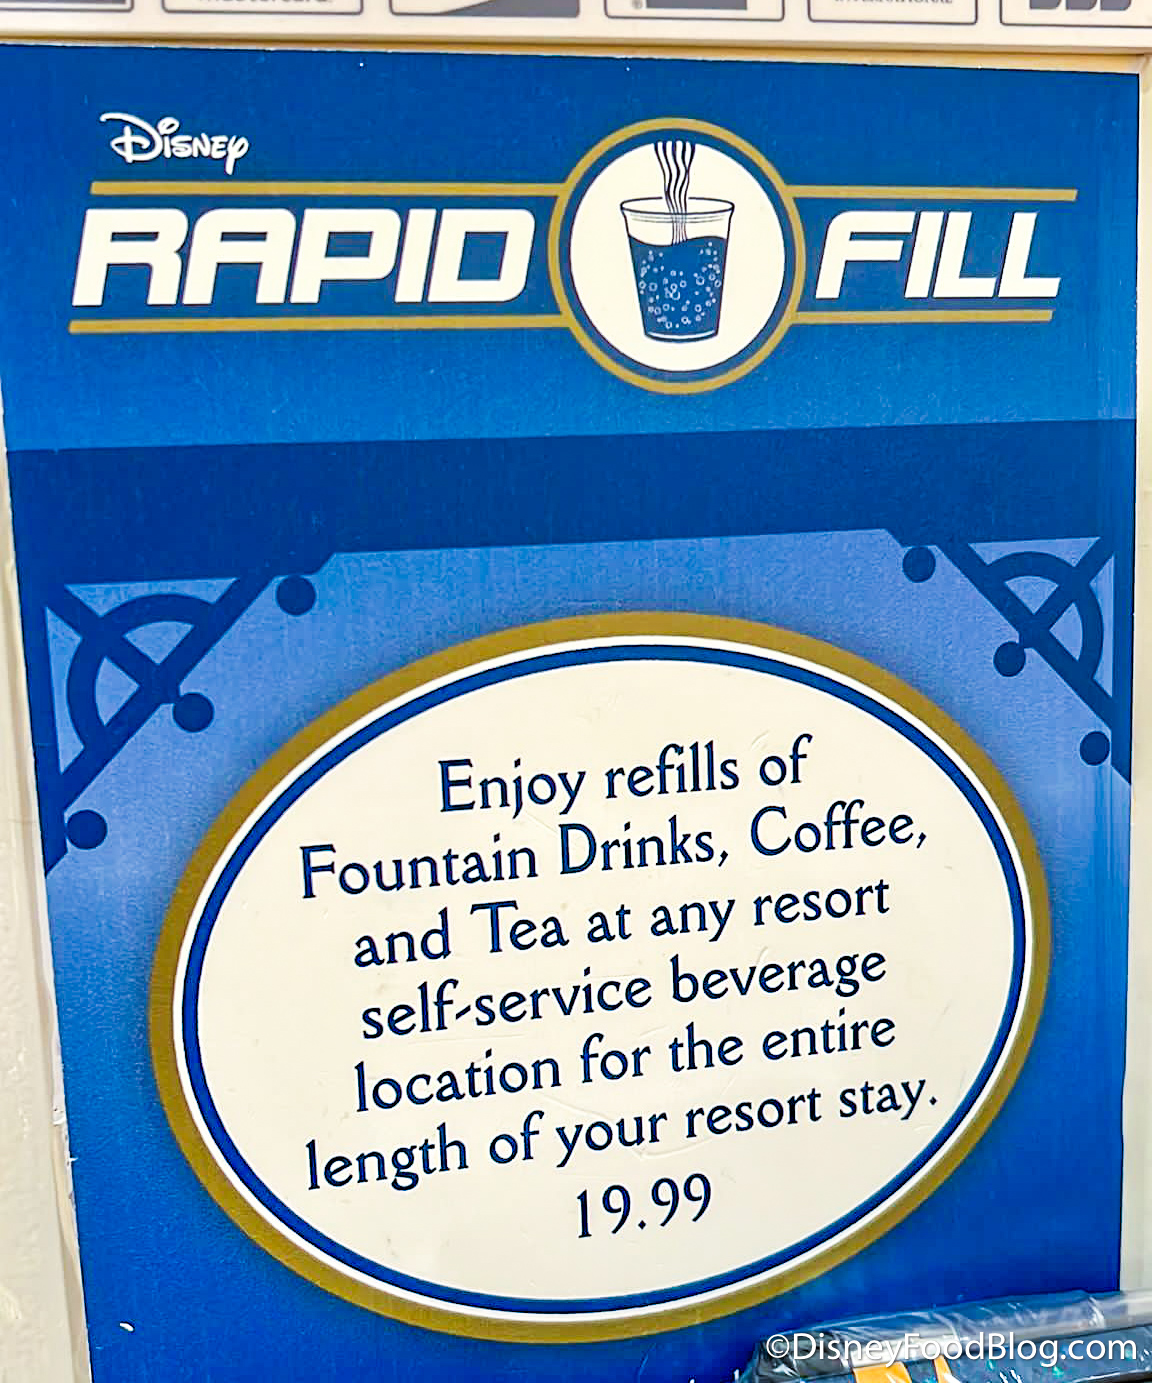 Disney
RAPID FILL
Enjoy refills of
Fountain Drinks, Coffee,
and Tea at any resort
self-service beverage
location for the entire
length of your resort stay.
19.99
©DisneyFoodBlog.com